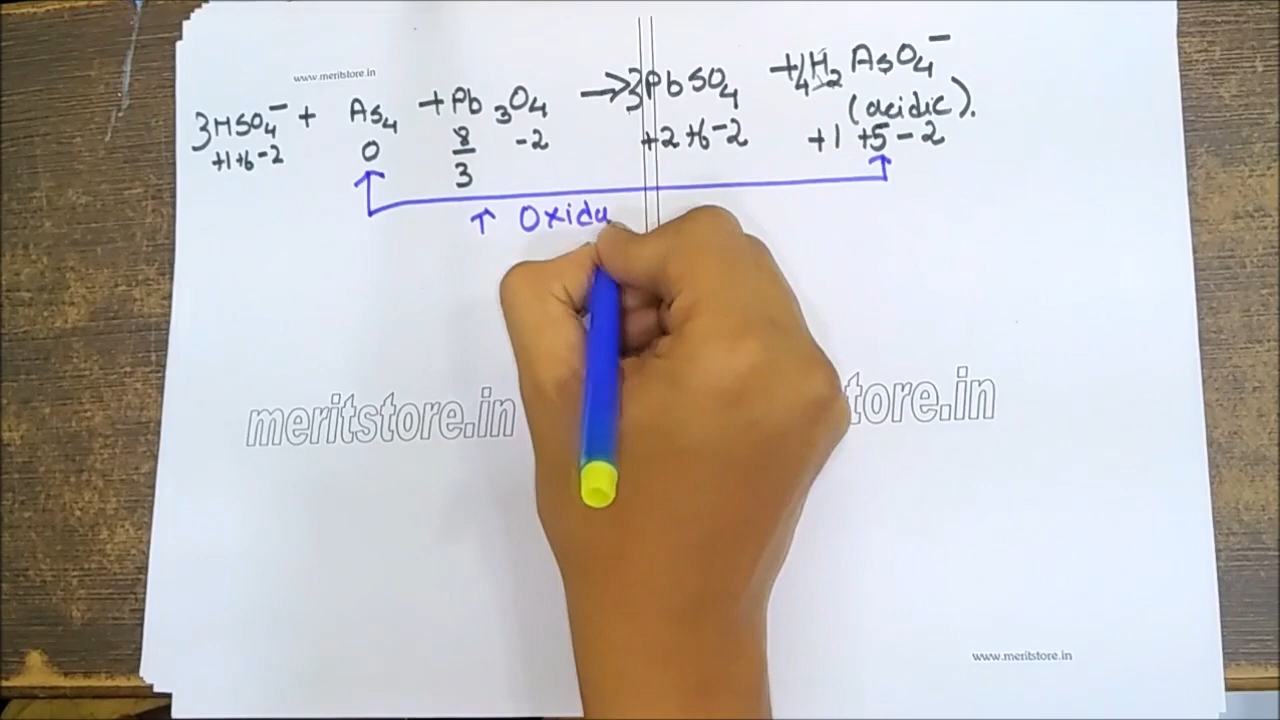 www.meritstore.in
3HSO4⁻ + As4 + Pb3O4 → 3PbSO4 + 4H2AsO4⁻
(acidic).
+1+6-2 0 8/3 -2 +2+6-2 +1 +5-2
↑ Oxida
meritstore.in tore.in
www.meritstore.in